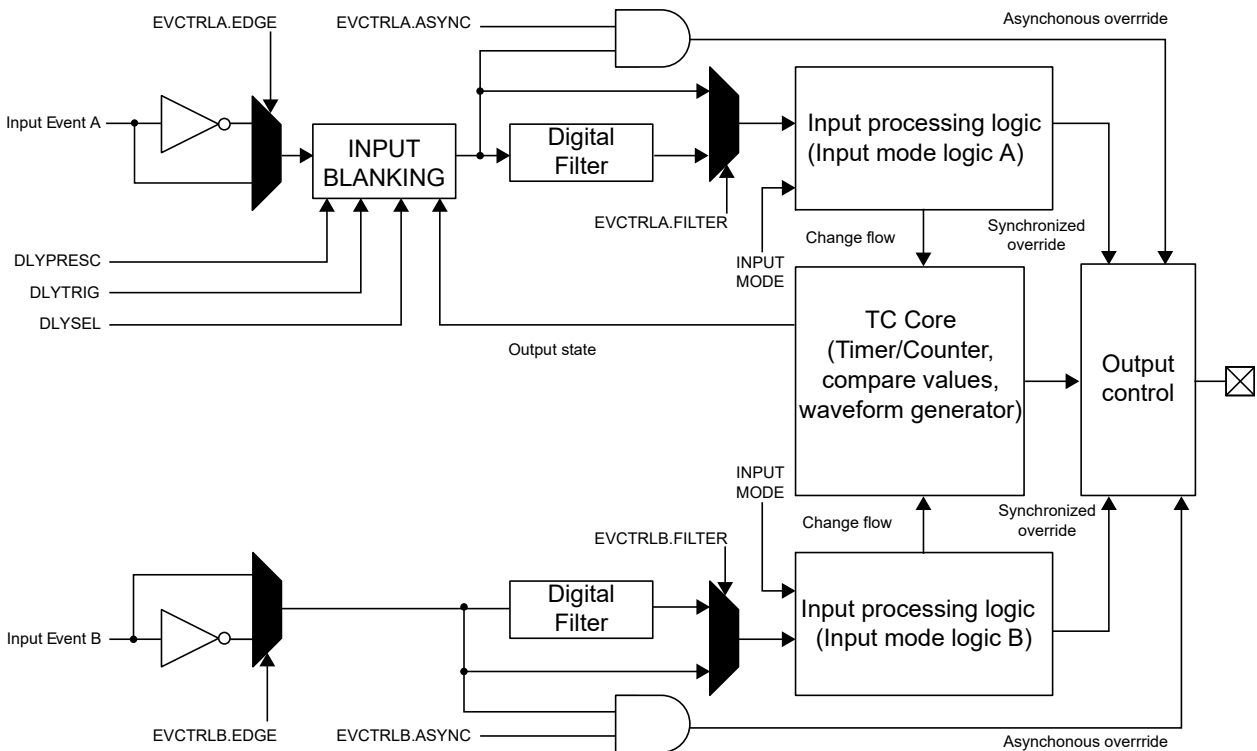 EVCTRLA.EDGE
EVCTRLA.ASYNC
Asynchonous overrride
Input Event A
INPUT
BLANKING
Digital
Filter
Input processing logic
(Input mode logic A)
EVCTRLA.FILTER
DLYPRESC
DLYTRIG
DLYSEL
INPUT
MODE
Change flow
Synchronized
override
Output state
TC Core
(Timer/Counter,
compare values,
waveform generator)
Output
control
INPUT
MODE
Change flow
Synchronized
override
EVCTRLB.FILTER
Input Event B
Digital
Filter
Input processing logic
(Input mode logic B)
EVCTRLB.EDGE
EVCTRLB.ASYNC
Asynchonous overrride